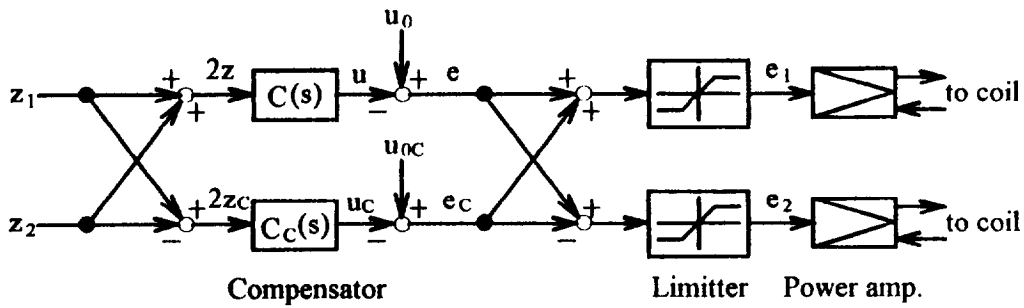 u₀
+ 2z C(s) u + e + e₁
z₁ + − + to coil
u₀C
z₂ + 2zC CC(s) uC + eC + e₂
− − − to coil
Compensator Limitter Power amp.